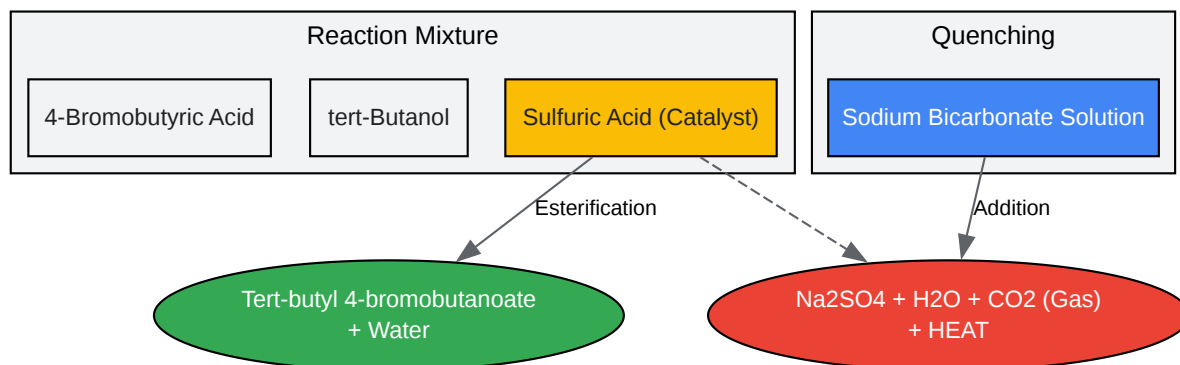 Reaction Mixture
Quenching
4-Bromobutyric Acid
tert-Butanol
Sulfuric Acid (Catalyst)
Sodium Bicarbonate Solution
Esterification
Addition
Tert-butyl 4-bromobutanoate
+ Water
Na2SO4 + H2O + CO2 (Gas)
+ HEAT